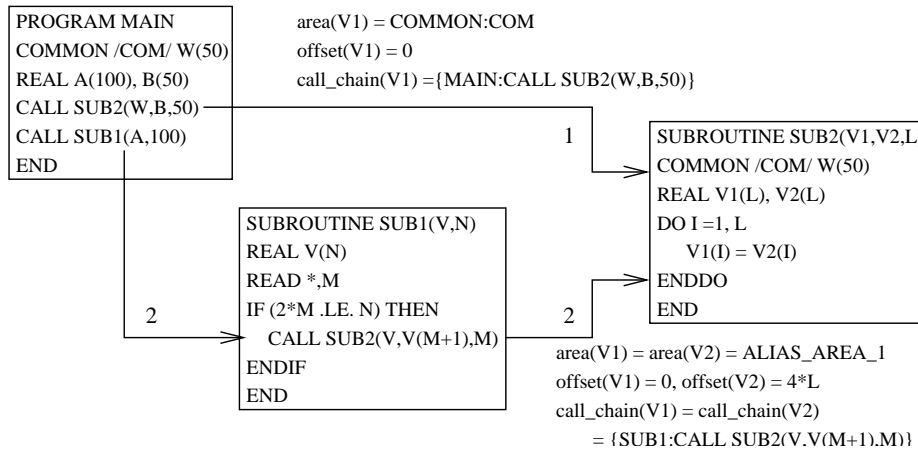 PROGRAM MAIN
COMMON /COM/ W(50)
REAL A(100), B(50)
CALL SUB2(W,B,50)
CALL SUB1(A,100)
END
area(V1) = COMMON:COM
offset(V1) = 0
call_chain(V1) ={MAIN:CALL SUB2(W,B,50)}
1
SUBROUTINE SUB2(V1,V2,L
COMMON /COM/ W(50)
REAL V1(L), V2(L)
DO I =1, L
V1(I) = V2(I)
ENDDO
END
2
SUBROUTINE SUB1(V,N)
REAL V(N)
READ *,M
IF (2*M .LE. N) THEN
CALL SUB2(V,V(M+1),M)
ENDIF
END
2
area(V1) = area(V2) = ALIAS_AREA_1
offset(V1) = 0, offset(V2) = 4*L
call_chain(V1) = call_chain(V2)
= {SUB1:CALL SUB2(V,V(M+1),M)}